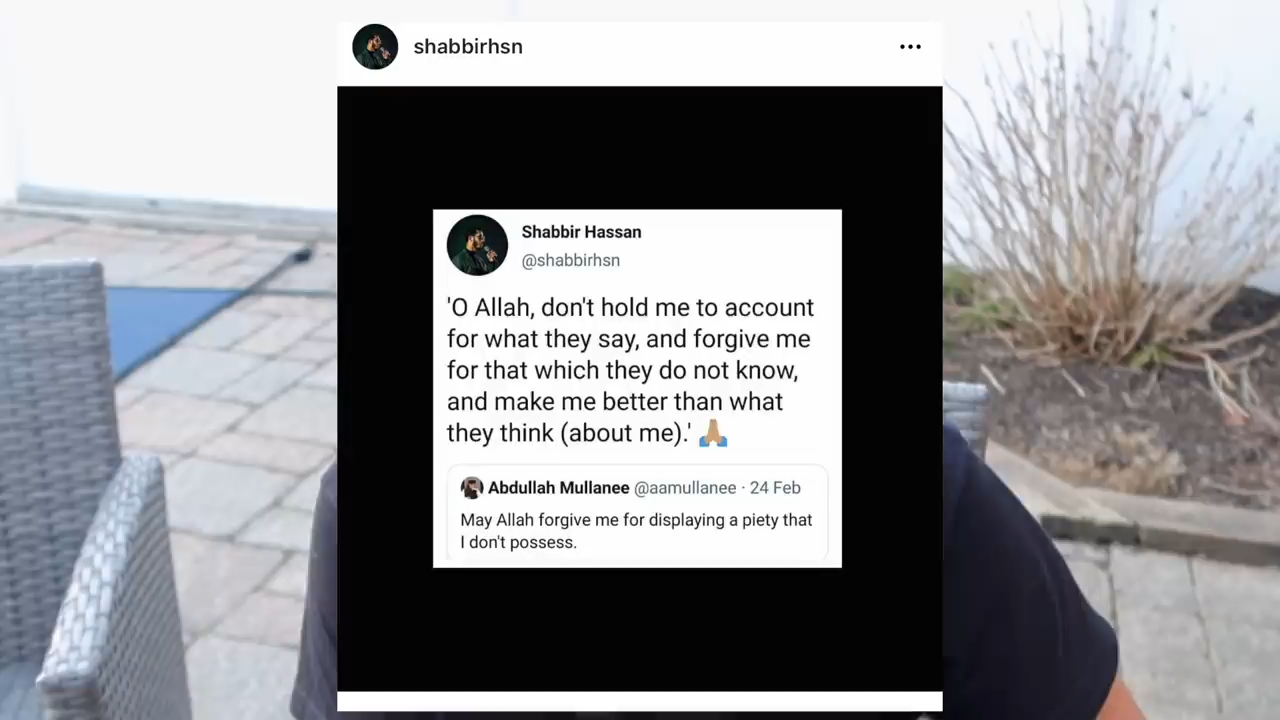 shabbirhsn
Shabbir Hassan
@shabbirhsn
'O Allah, don't hold me to account
for what they say, and forgive me
for that which they do not know,
and make me better than what
they think (about me).' 🙏🏽
Abdullah Mullanee @aamullanee · 24 Feb
May Allah forgive me for displaying a piety that
I don't possess.